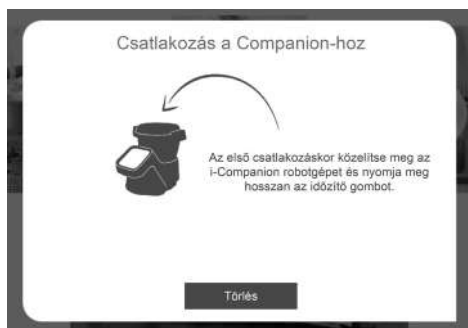 Csatlakozás a Companion-hoz
Az első csatlakozáskor közelítse meg az
i-Companion robotgépet és nyomja meg
hosszan az időzítő gombot.
Törlés